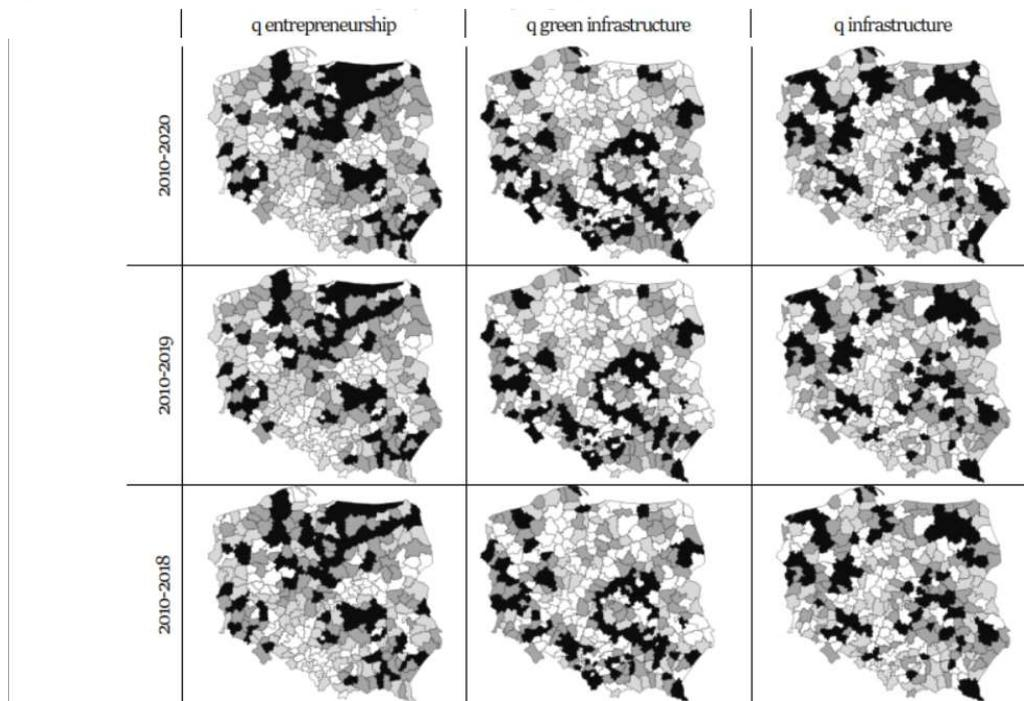 q entrepreneurship
q green infrastructure
q infrastructure
2010-2020
2010-2019
2010-2018